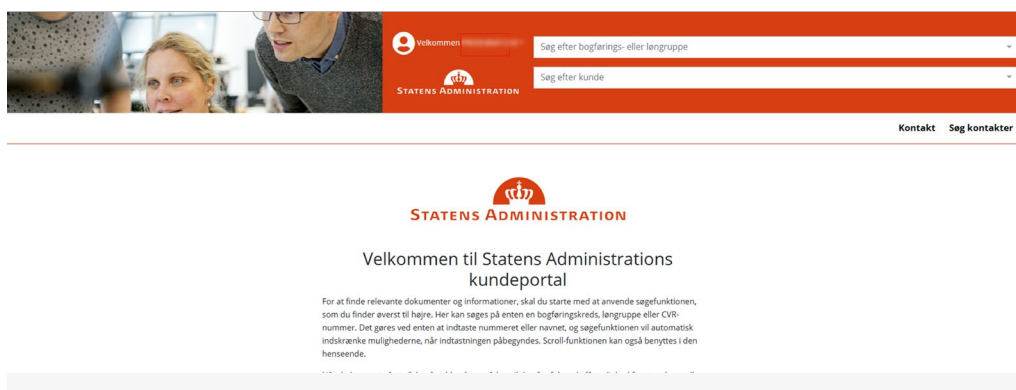 Velkommen
Søg efter bogførings- eller løngruppe
Søg efter kunde
STATENS ADMINISTRATION
Kontakt Søg kontakter
STATENS ADMINISTRATION
Velkommen til Statens Administrations
kundeportal
For at finde relevante dokumenter og informationer, skal du starte med at anvende søgefunktionen,
som du finder øverst til højre. Her kan søges på enten en bogføringskreds, løngruppe eller CVR-
nummer. Det gøres ved enten at indtaste nummeret eller navnet, og søgefunktionen vil automatisk
indskrænke mulighederne, når indtastningen påbegyndes. Scroll-funktionen kan også benyttes i den
henseende.